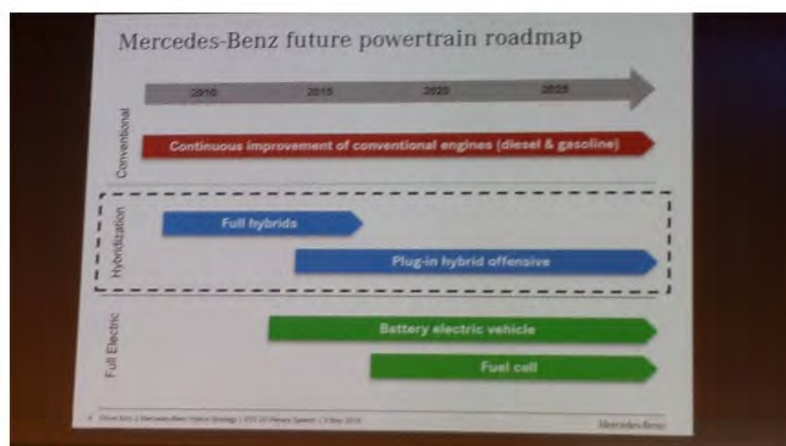 Mercedes-Benz future powertrain roadmap
2010 2015 2020 2025
Conventional
Continuous improvement of conventional engines (diesel & gasoline)
Hybridization
Full hybrids
Plug-in hybrid offensive
Full Electric
Battery electric vehicle
Fuel cell
Mercedes-Benz